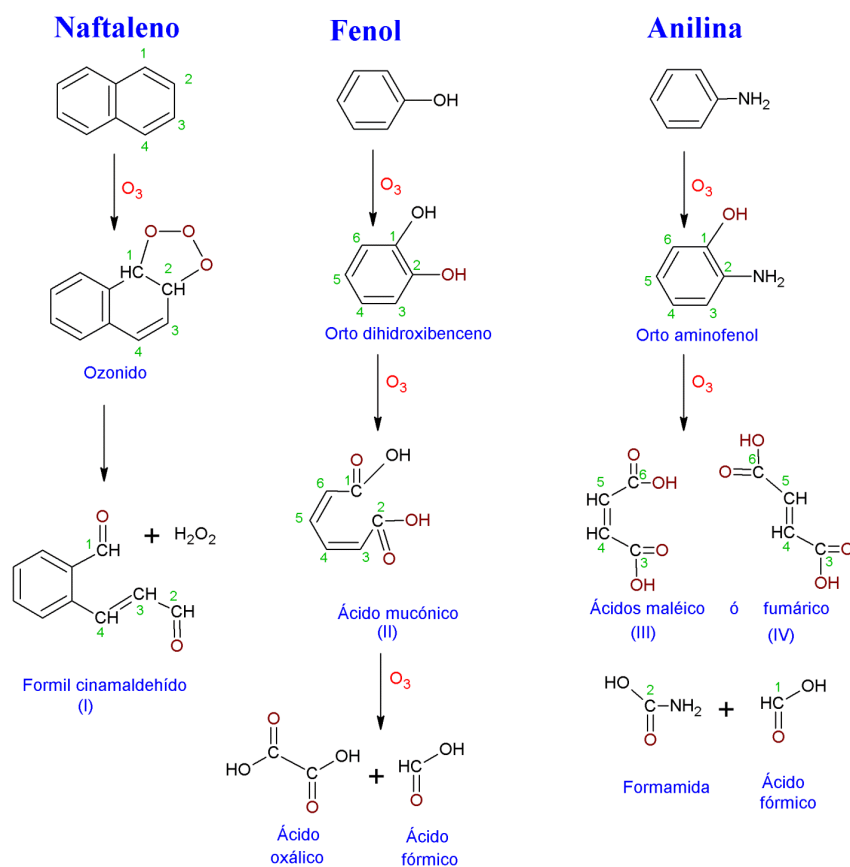 Naftaleno
1
2
3
4
O3
O
O
O
1
2
CH
CH
3
4
Ozonido
O
1
CH
+ H2O2
2
3
CH
CH
CH
4
O
Formil cinamaldehído
(I)
Fenol
OH
O3
OH
6
1
2
OH
5
4
3
Orto dihidroxibenceno
O3
O
OH
1
C
6
2
C
OH
5
O
4
3
Ácido mucónico
(II)
O3
O
C
OH
HO
C
O
+
OH
HC
O
Ácido
oxálico
Ácido
fórmico
Anilina
NH2
O3
OH
6
1
2
NH2
5
4
3
Orto aminofenol
O3
O
6
C
OH
5
CH
CH
4
C
O
3
OH
HO
6
C
O
5
CH
CH
4
C
O
3
OH
Ácidos maléico ó fumárico
(III)
(IV)
HO
2
C
NH2
O
+
1
OH
HC
O
Formamida
Ácido
fórmico